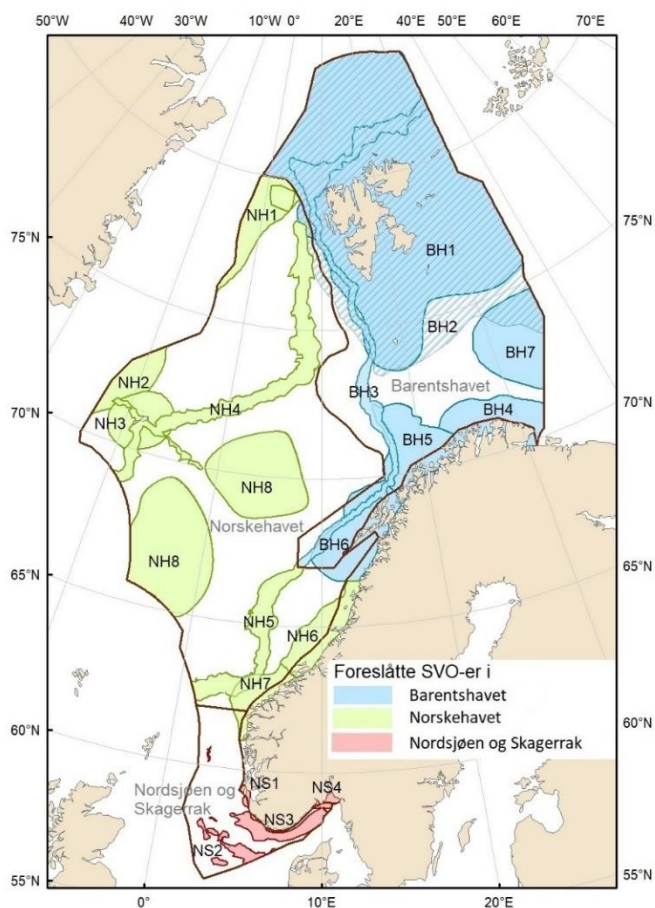 50°W 40°W 30°W 20°W 10°W 0° 20°E 30°E 40°E 50°E 60°E 70°E
75°N
75°N
NH1
BH1
BH2
BH7
NH2
BH3
Barentshavet
70°N
NH3
NH4
BH4
70°N
BH5
NH8
Norskehavet
BH6
NH8
65°N
65°N
NH5
NH6
Foreslåtte SVO-er i
Barentshavet
Norskehavet
Nordsjøen og Skagerrak
NH7
60°N
60°N
Nordsjøen og
Skagerrak
NS1
NS4
NS3
NS2
55°N
55°N
0° 10°E 20°E